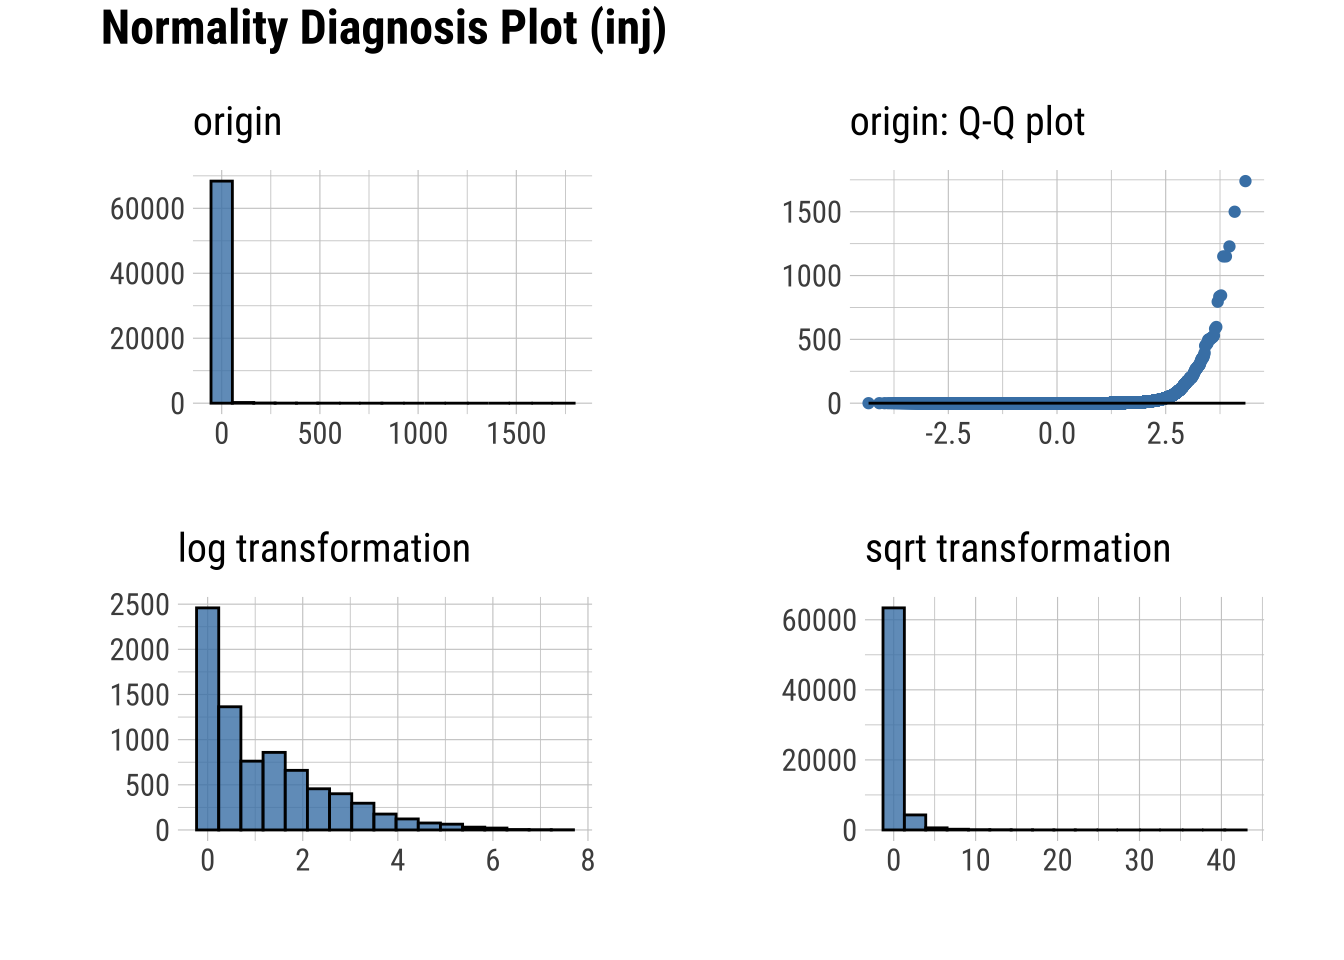 Normality Diagnosis Plot (inj)
origin
60000
40000
20000
0
0 500 1000 1500
origin: Q-Q plot
1500
1000
500
0
-2.5 0.0 2.5
log transformation
2500
2000
1500
1000
500
0
0 2 4 6 8
sqrt transformation
60000
40000
20000
0
0 10 20 30 40